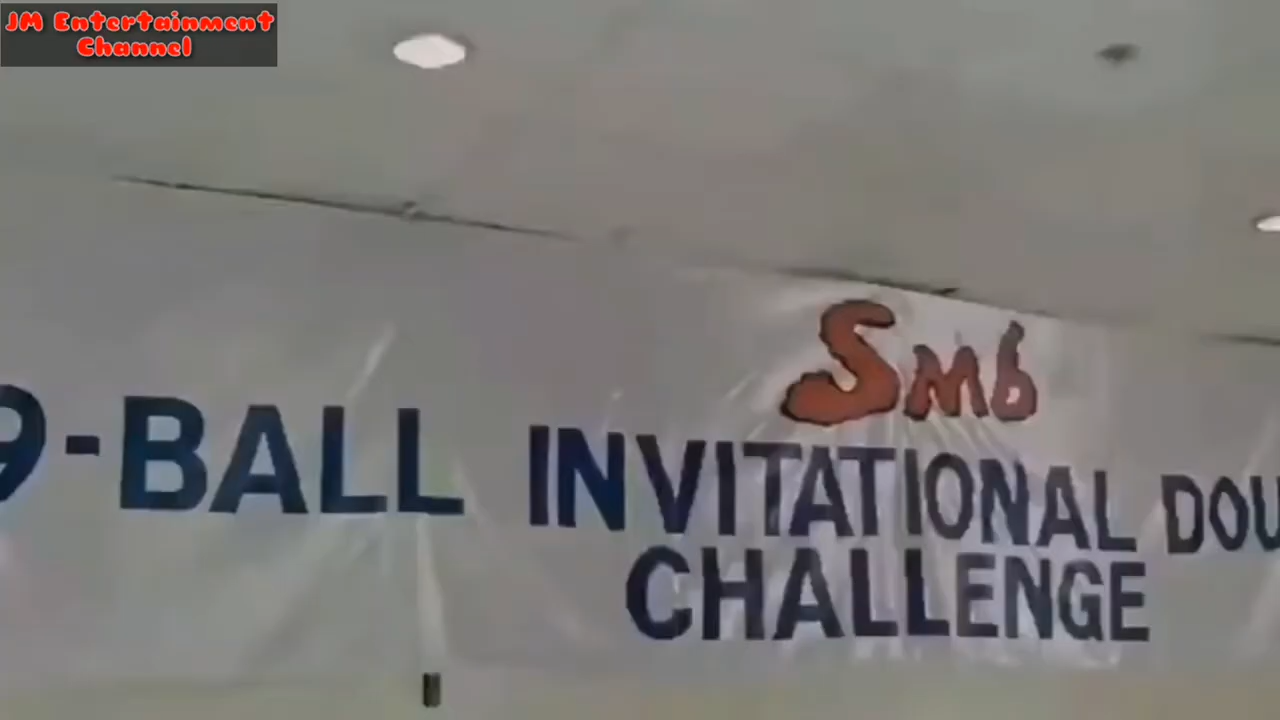 JM Entertainment
Channel
Smb
9-BALL INVITATIONAL DOU
CHALLENGE